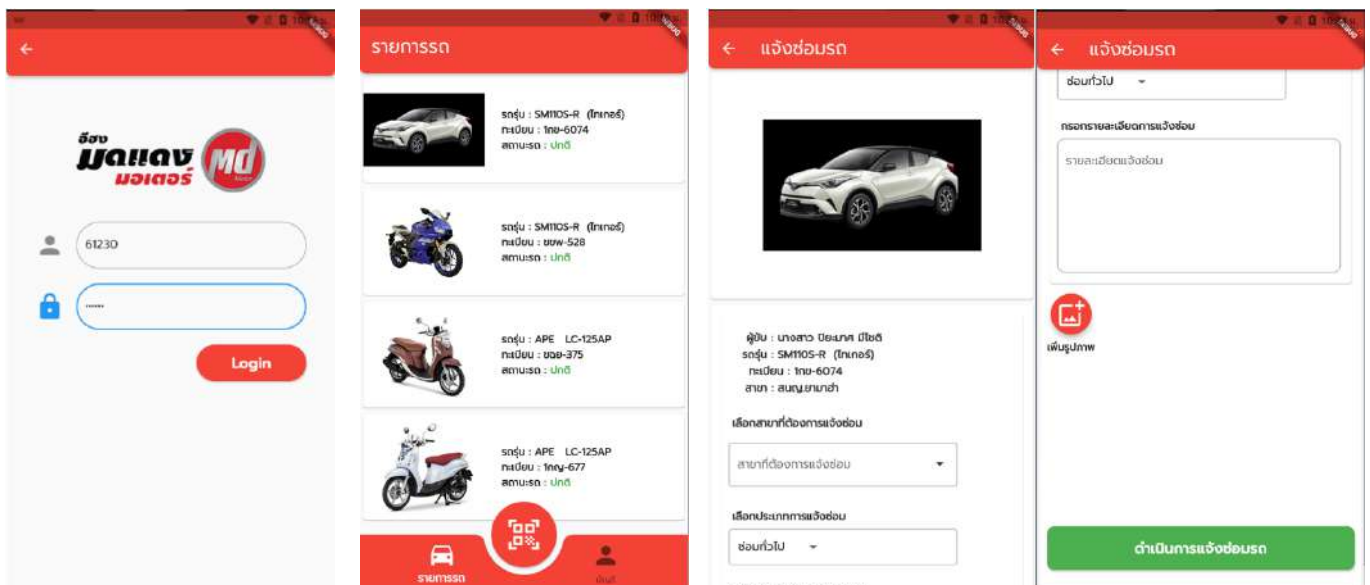 อึ้ง
มดแดง
มอเตอร์
Md
61230
Login
รายการรถ
รถรุ่น : SM110S-R (ไทเกอร์)
ทะเบียน : 1กข-6074
สถานะรถ : ปกติ
รถรุ่น : SM110S-R (ไทเกอร์)
ทะเบียน : ขขพ-528
สถานะรถ : ปกติ
รถรุ่น : APE LC-125AP
ทะเบียน : ขฉข-375
สถานะรถ : ปกติ
รถรุ่น : APE LC-125AP
ทะเบียน : 1กญ-677
สถานะรถ : ปกติ
รายการรถ
บัญชี
แจ้งซ่อมรถ
ผู้ขับ : นางสาว ปิยะมาศ มีโชติ
รถรุ่น : SM110S-R (ไทเกอร์)
ทะเบียน : 1กข-6074
สาขา : สนญ.ยามาฮ่า
เลือกสาขาที่ต้องการแจ้งซ่อม
สาขาที่ต้องการแจ้งซ่อม
เลือกประเภทการแจ้งซ่อม
ซ่อมทั่วไป
แจ้งซ่อมรถ
ซ่อมทั่วไป
กรอกรายละเอียดการแจ้งซ่อม
รายละเอียดแจ้งซ่อม
เพิ่มรูปภาพ
ดำเนินการแจ้งซ่อมรถ